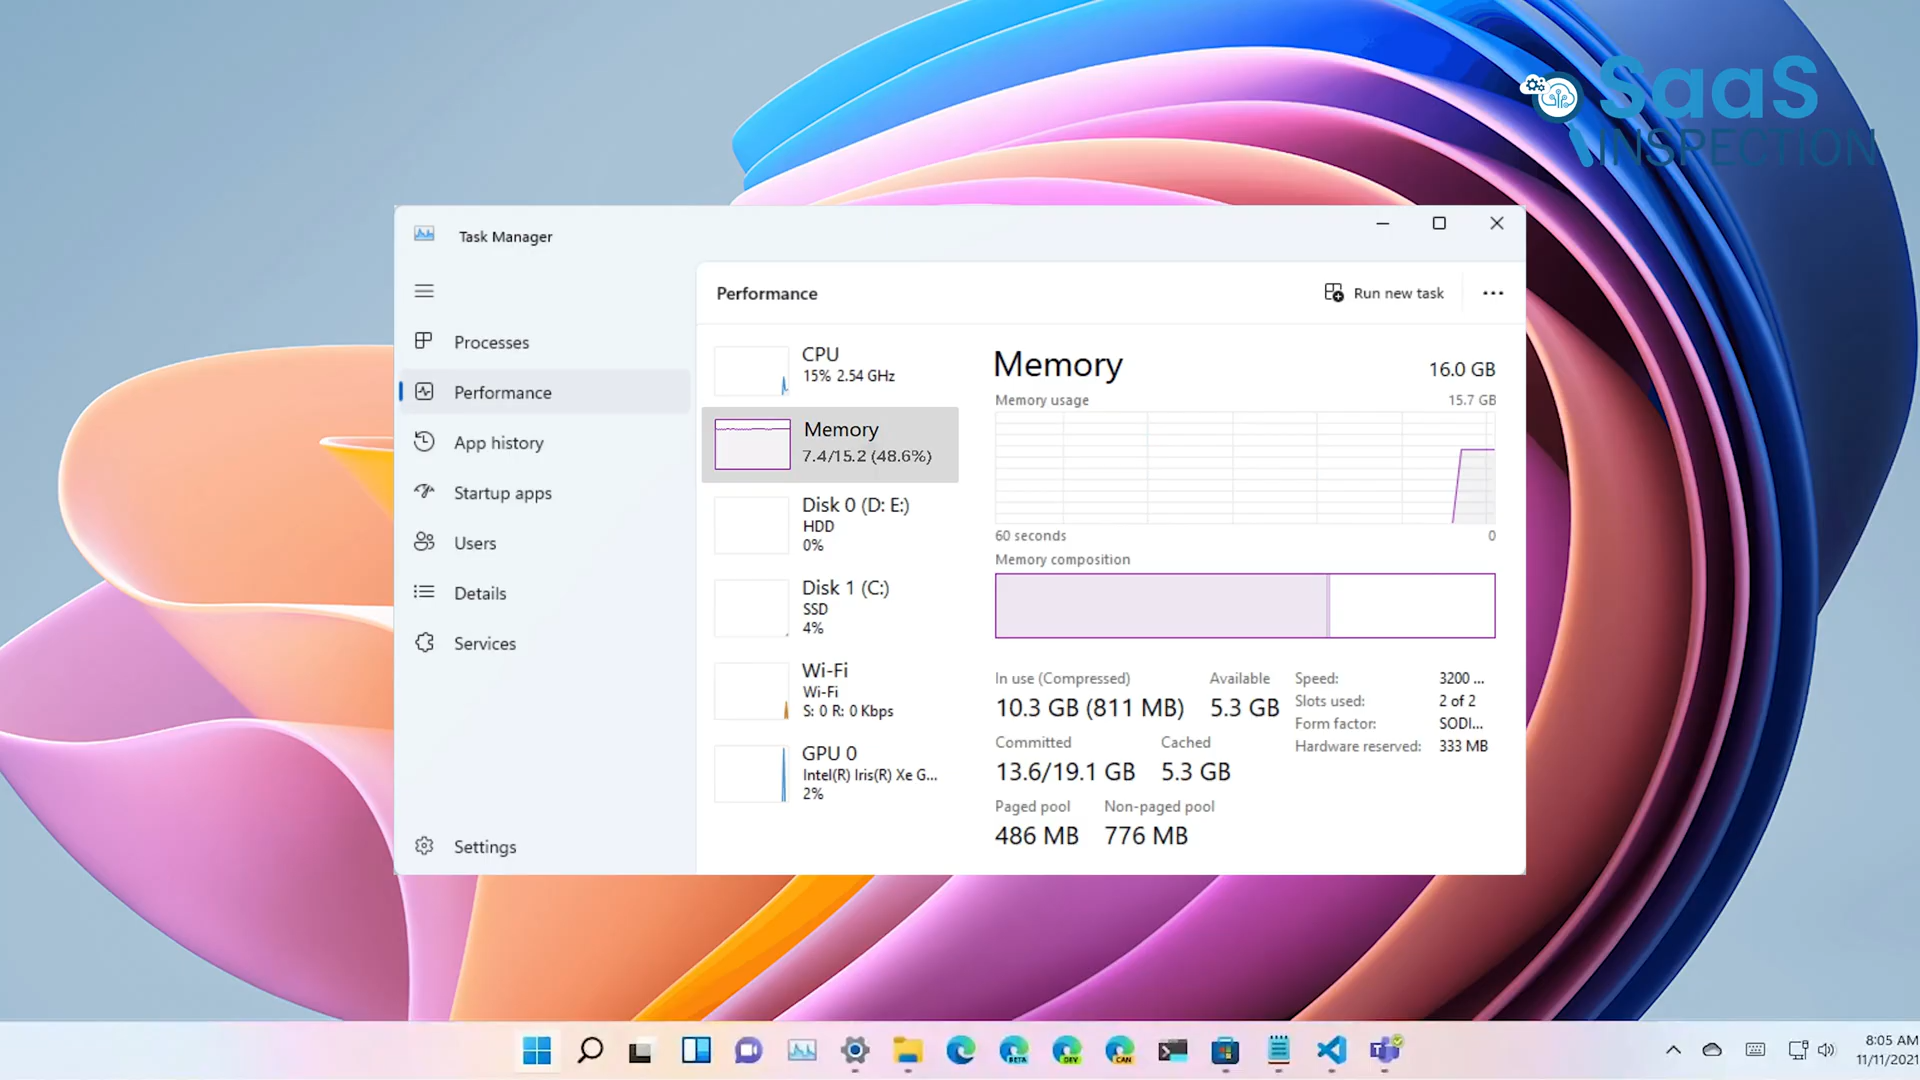 SaaS
INSPECTION
Task Manager
Performance
Run new task
Processes
Performance
App history
Startup apps
Users
Details
Services
Settings
CPU
15% 2.54 GHz
Memory
7.4/15.2 (48.6%)
Disk 0 (D: E:)
HDD
0%
Disk 1 (C:)
SSD
4%
Wi-Fi
Wi-Fi
S: 0 R: 0 Kbps
GPU 0
Intel(R) Iris(R) Xe G...
2%
Memory
16.0 GB
Memory usage
15.7 GB
60 seconds
0
Memory composition
In use (Compressed)
10.3 GB (811 MB)
Available
5.3 GB
Committed
13.6/19.1 GB
Cached
5.3 GB
Paged pool
486 MB
Non-paged pool
776 MB
Speed: 3200 ...
Slots used: 2 of 2
Form factor: SODI...
Hardware reserved: 333 MB
BETA
DEV
CAN
8:05 AM
11/11/2021